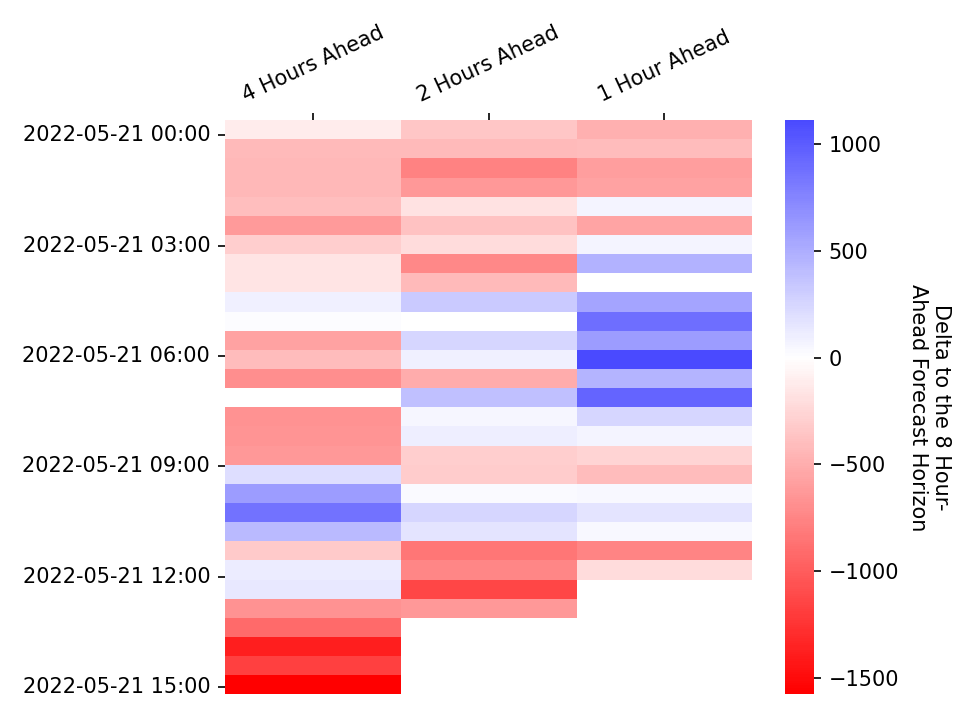 4 Hours Ahead
2 Hours Ahead
1 Hour Ahead
2022-05-21 00:00
2022-05-21 03:00
2022-05-21 06:00
2022-05-21 09:00
2022-05-21 12:00
2022-05-21 15:00
1000
500
0
−500
−1000
−1500
Delta to the 8 Hour-
Ahead Forecast Horizon